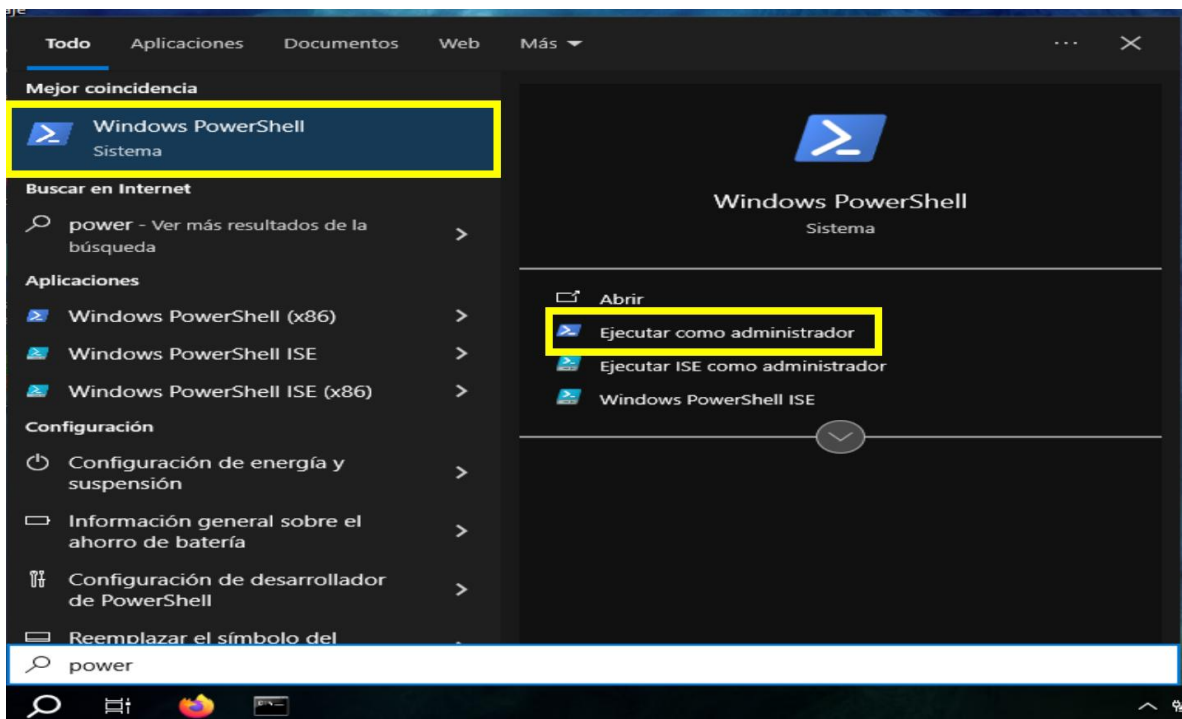 Todo Aplicaciones Documentos Web Más
Mejor coincidencia
Windows PowerShell
Sistema
Buscar en Internet
power - Ver más resultados de la
búsqueda
Aplicaciones
Windows PowerShell (x86)
Windows PowerShell ISE
Windows PowerShell ISE (x86)
Configuración
Configuración de energía y
suspensión
Información general sobre el
ahorro de batería
Configuración de desarrollador
de PowerShell
Reemplazar el símbolo del
Windows PowerShell
Sistema
Abrir
Ejecutar como administrador
Ejecutar ISE como administrador
Windows PowerShell ISE
power